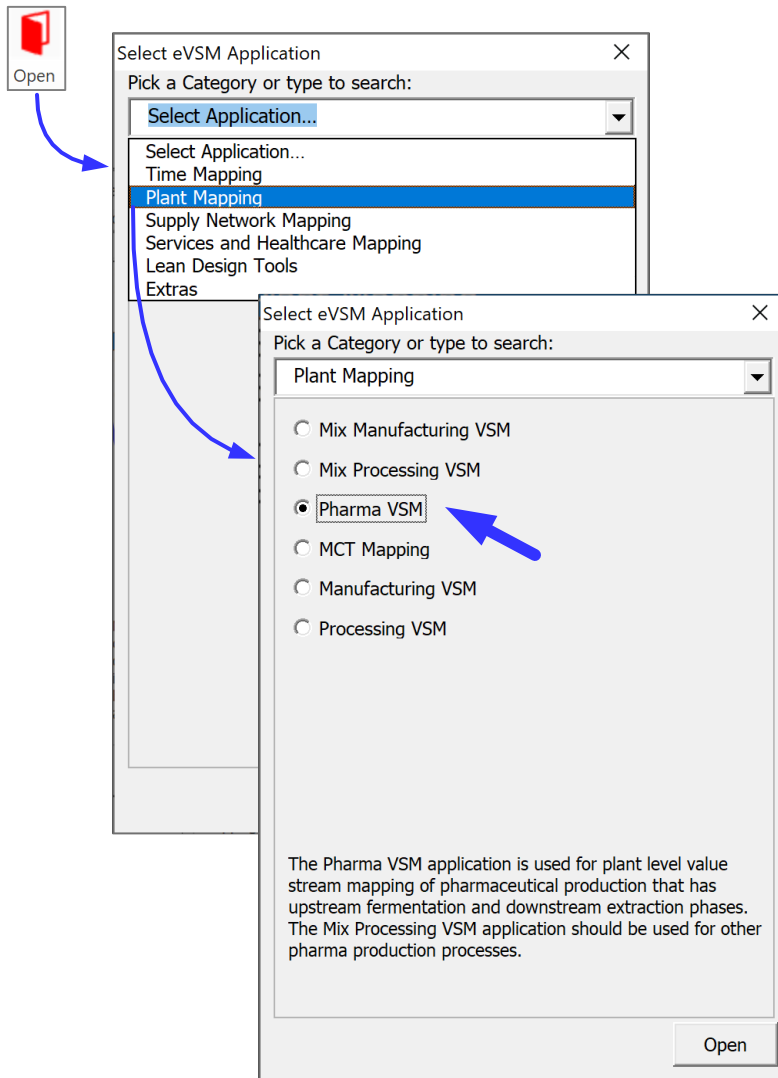 Open
Select eVSM Application
Pick a Category or type to search:
Select Application...
Select Application...
Time Mapping
Plant Mapping
Supply Network Mapping
Services and Healthcare Mapping
Lean Design Tools
Extras
Select eVSM Application
Pick a Category or type to search:
Plant Mapping
Mix Manufacturing VSM
Mix Processing VSM
Pharma VSM
MCT Mapping
Manufacturing VSM
Processing VSM
The Pharma VSM application is used for plant level value
stream mapping of pharmaceutical production that has
upstream fermentation and downstream extraction phases.
The Mix Processing VSM application should be used for other
pharma production processes.
Open